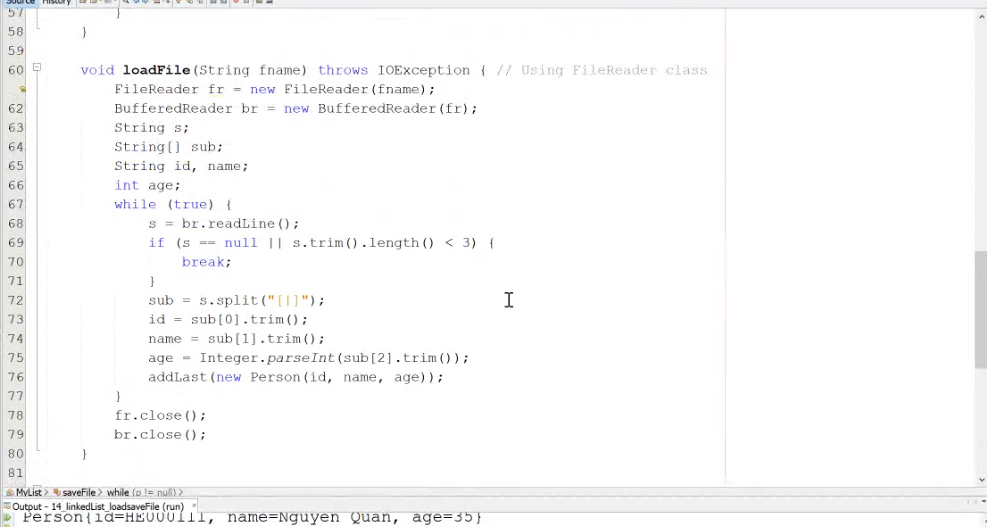 Source History
57 }
58 }
59
60 void loadFile(String fname) throws IOException { // Using FileReader class
FileReader fr = new FileReader(fname);
62 BufferedReader br = new BufferedReader(fr);
63 String s;
64 String[] sub;
65 String id, name;
66 int age;
67 while (true) {
68 s = br.readLine();
69 if (s == null || s.trim().length() < 3) {
70 break;
71 }
72 sub = s.split("[|]");
73 id = sub[0].trim();
74 name = sub[1].trim();
75 age = Integer.parseInt(sub[2].trim());
76 addLast(new Person(id, name, age));
77 }
78 fr.close();
79 br.close();
80 }
81
MyList saveFile while (p != null)
Output - 14_linkedList_loadsaveFile (run) ×
Person{id=HE000111, name=Nguyen Quan, age=35}